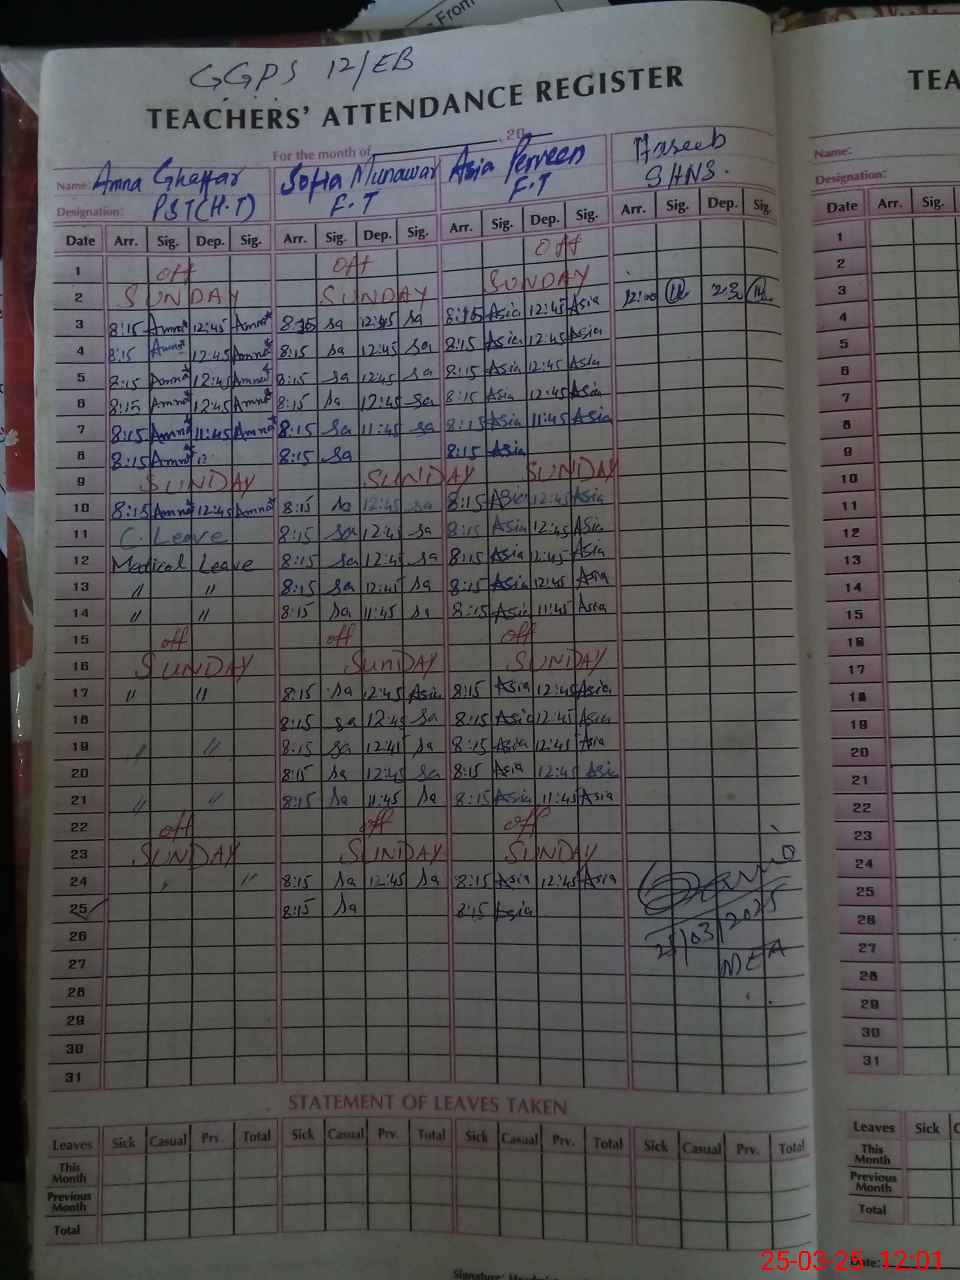 From
GGPS 12/EB
TEACHERS' ATTENDANCE REGISTER
For the month of 20
Name Amna Ghaffar Sofia Munawar Asia Perveen Haseeb
Designation: PST(H.T) F.T F.T SHNS.
Date Arr. Sig. Dep. Sig. Arr. Sig. Dep. Sig. Arr. Sig. Dep. Sig. Arr. Sig. Dep. Sig.
1 off off off
2 SUNDAY SUNDAY SUNDAY
3 8:15 Amna 12:45 Amna 8:15 sa 12:45 sa 8:15 Asia 12:45 Asia 12:00
4 8:15 Amna 12:45 Amna 8:15 sa 12:45 sa 8:15 Asia 12:45 Asia
5 8:15 Amna 12:45 Amna 8:15 sa 12:45 sa 8:15 Asia 12:45 Asia
6 8:15 Amna 12:45 Amna 8:15 sa 12:45 sa 8:15 Asia 12:45 Asia
7 8:15 Amna 11:45 Amna 8:15 sa 11:45 sa 8:15 Asia 11:45 Asia
8 8:15 Amna 12 8:15 sa 8:15 Asia
9 SUNDAY SUNDAY SUNDAY
10 8:15 Amna 12:45 Amna 8:15 sa 12:45 sa 8:15 Asia 12:45 Asia
11 C. Leave 8:15 sa 12:45 sa 8:15 Asia 12:45 Asia
12 Medical Leave 8:15 sa 12:45 sa 8:15 Asia 12:45 Asia
13 " " 8:15 sa 12:45 sa 8:15 Asia 12:45 Asia
14 " " 8:15 sa 11:45 sa 8:15 Asia 11:45 Asia
15 off off off
16 SUNDAY SUNDAY SUNDAY
17 " " 8:15 sa 12:45 Asia 8:15 Asia 12:45 Asia
18 8:15 sa 12:45 sa 8:15 Asia 12:45 Asia
19 " " 8:15 sa 12:45 sa 8:15 Asia 12:45 Asia
20 8:15 sa 12:45 sa 8:15 Asia 12:45 Asi
21 " " 8:15 sa 11:45 sa 8:15 Asia 11:45 Asia
22 off off off
23 SUNDAY SUNDAY SUNDAY
24 " 8:15 sa 12:45 sa 8:15 Asia 12:45 Asia
25 8:15 sa 8:15 Asia
25/03/2025
MEA
26
27
28
29
30
31
STATEMENT OF LEAVES TAKEN
Leaves Sick Casual Prv. Total Sick Casual Prv. Total Sick Casual Prv. Total Sick Casual Prv. Total
This Month
Previous Month
Total
TEA
Name:
Designation:
Date Arr. Sig.
1
2
3
4
5
6
7
8
9
10
11
12
13
14
15
16
17
18
19
20
21
22
23
24
25
26
27
28
29
30
31
Leaves Sick C
This Month
Previous Month
Total
Date:
25-03-25 12:01